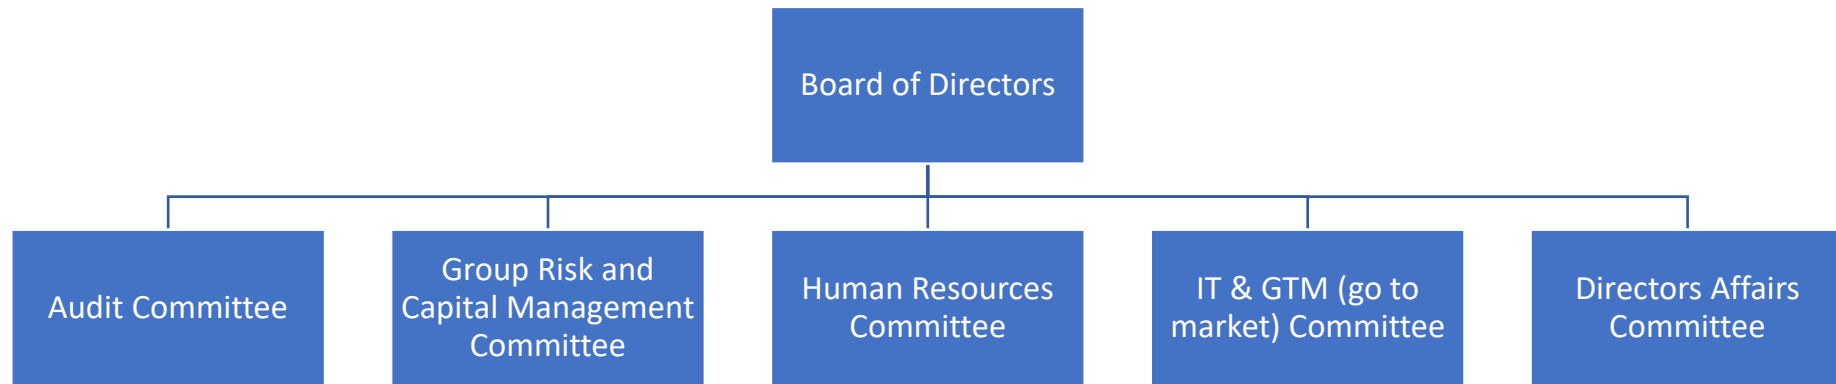 Board of Directors
Audit Committee
Group Risk and
Capital Management
Committee
Human Resources
Committee
IT & GTM (go to
market) Committee
Directors Affairs
Committee